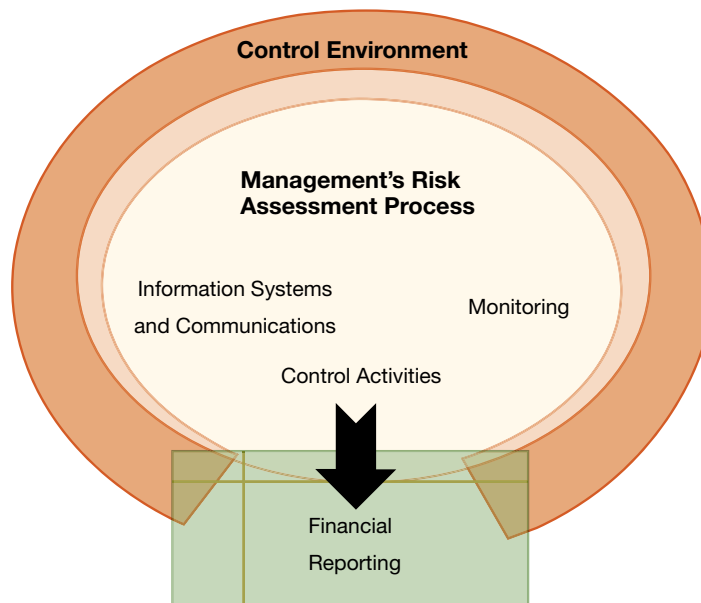 Control Environment
Management’s Risk
Assessment Process
Information Systems
and Communications
Monitoring
Control Activities
Financial
Reporting